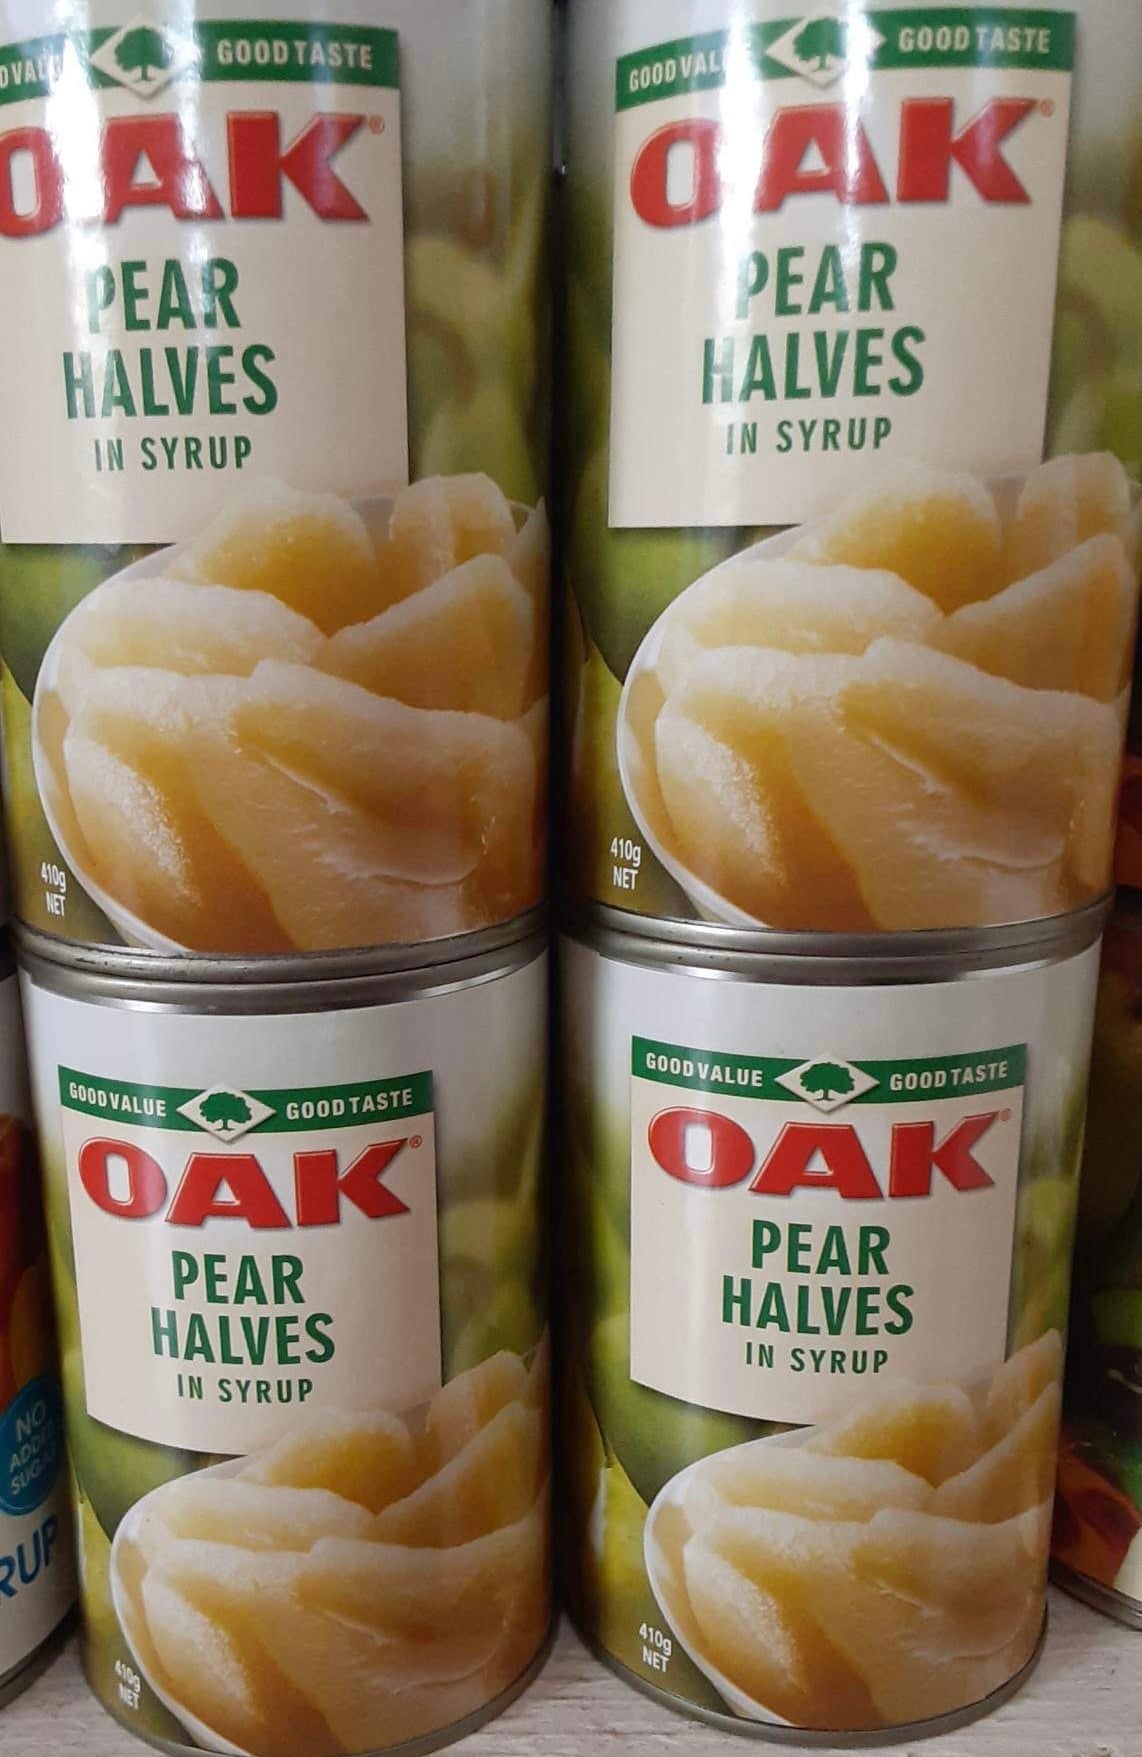 GOOD TASTE
OAK®
PEAR
HALVES
IN SYRUP
410g
NET
GOOD VALUE GOOD TASTE
OAK®
PEAR
HALVES
IN SYRUP
410g
NET
GOOD VALUE GOOD TASTE
OAK®
PEAR
HALVES
IN SYRUP
410g
NET
GOOD VALUE GOOD TASTE
OAK®
PEAR
HALVES
IN SYRUP
410g
NET
NO
ADDED
SUGAR
RUP